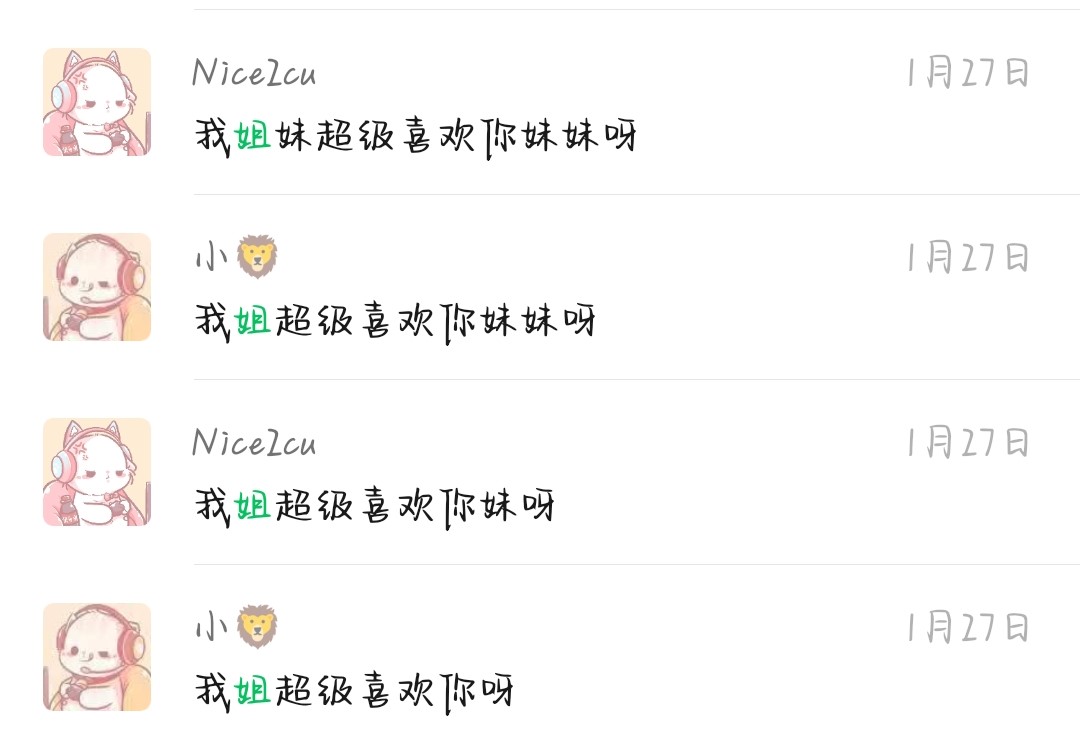 Nice2cu
1月27日
我姐妹超级喜欢你妹妹呀
小🦁
1月27日
我姐超级喜欢你妹妹呀
Nice2cu
1月27日
我姐超级喜欢你妹呀
小🦁
1月27日
我姐超级喜欢你呀